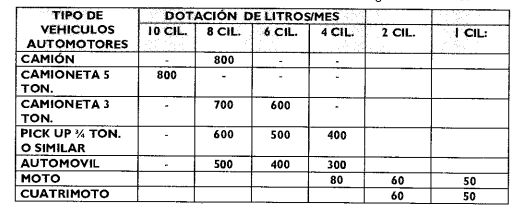 TIPO DE VEHICULOS AUTOMOTORES DOTACIÓN DE LITROS/MES
10 CIL. 8 CIL. 6 CIL. 4 CIL. 2 CIL. 1 CIL:
CAMIÓN - 800 - -
CAMIONETA 5 TON. 800 - - -
CAMIONETA 3 TON. - 700 600
PICK UP ¾ TON. O SIMILAR - 600 500 400
AUTOMOVIL - 500 400 300
MOTO 80 60 50
CUATRIMOTO 60 50